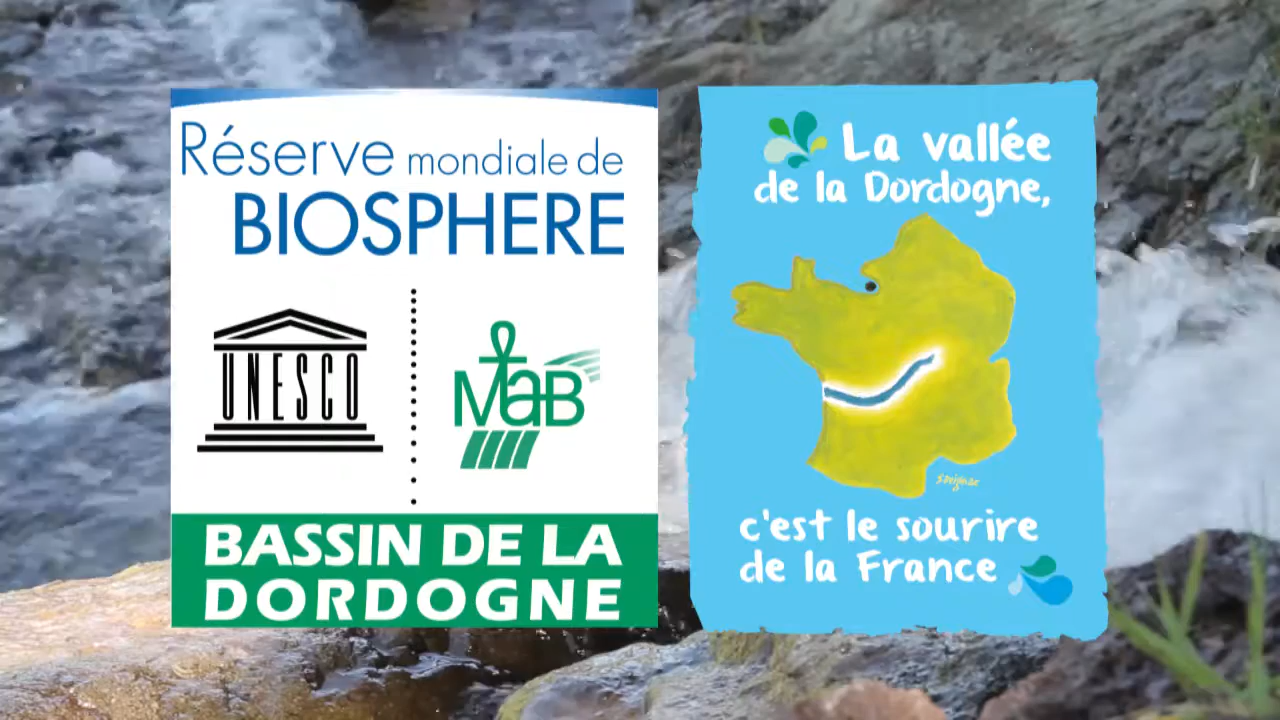 Réserve mondiale de
BIOSPHERE
UNESCO
MaB
BASSIN DE LA
DORDOGNE
La vallée
de la Dordogne,
Savignac
c'est le sourire
de la France